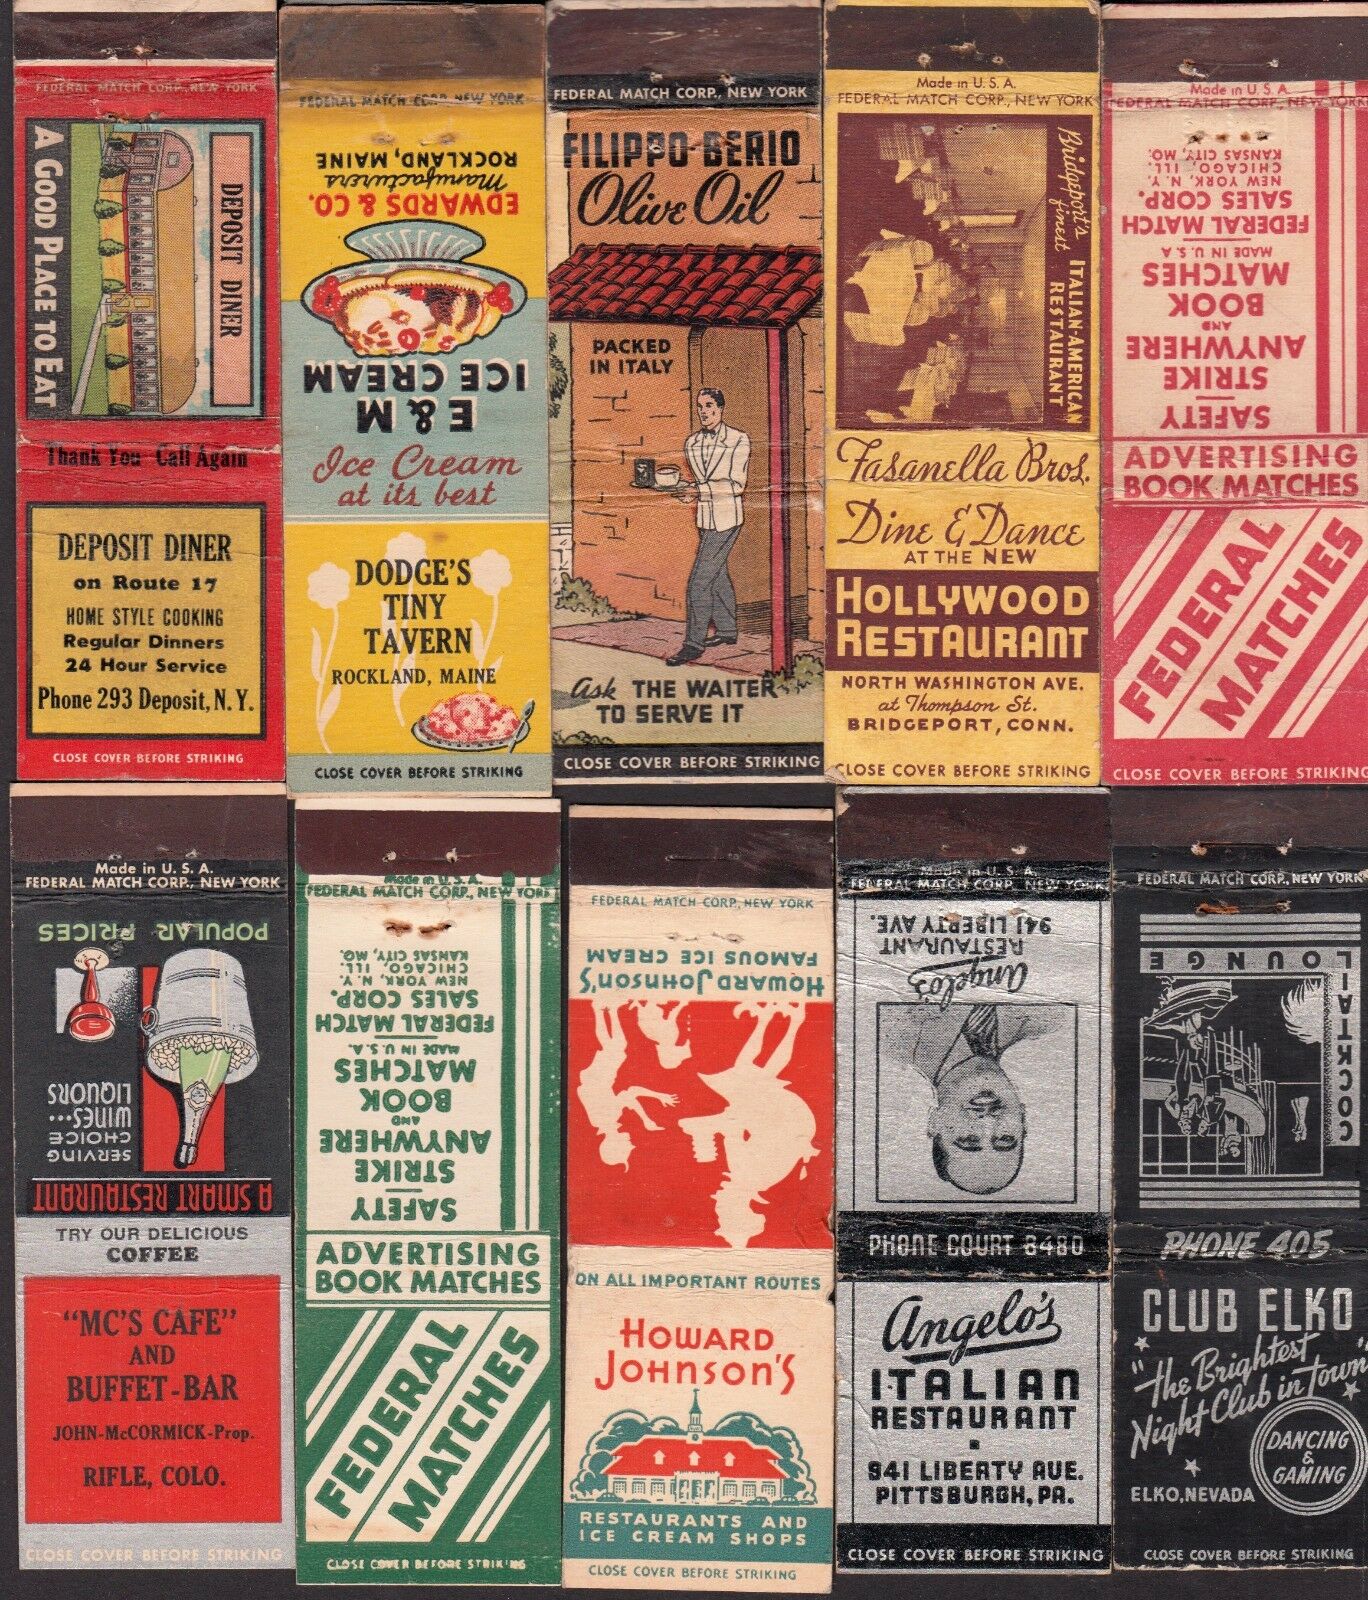 FEDERAL MATCH CORP., NEW YORK
A GOOD PLACE TO EAT
DEPOSIT DINER
Thank You Call Again
DEPOSIT DINER
on Route 17
HOME STYLE COOKING
Regular Dinners
24 Hour Service
Phone 293 Deposit, N.Y.
CLOSE COVER BEFORE STRIKING
FEDERAL MATCH CORP., NEW YORK
E & M
ICE CREAM
EDWARDS & CO.
Manufacturers
ROCKLAND, MAINE
Ice Cream
at its best
DODGE'S
TINY
TAVERN
ROCKLAND, MAINE
CLOSE COVER BEFORE STRIKING
FEDERAL MATCH CORP., NEW YORK
FILIPPO BERIO
Olive Oil
PACKED
IN ITALY
Ask THE WAITER
TO SERVE IT
CLOSE COVER BEFORE STRIKING
Made in U.S.A.
FEDERAL MATCH CORP., NEW YORK
Bridgeport's
finest
ITALIAN-AMERICAN
RESTAURANT
Fasanella Bros.
Dine & Dance
AT THE NEW
HOLLYWOOD
RESTAURANT
NORTH WASHINGTON AVE.
at Thompson St.
BRIDGEPORT, CONN.
CLOSE COVER BEFORE STRIKING
Made in U.S.A.
FEDERAL MATCH CORP., NEW YORK
SAFETY
STRIKE
ANYWHERE
AND
BOOK
MATCHES
MADE IN U.S.A
FEDERAL MATCH
SALES CORP.
NEW YORK, N.Y.
CHICAGO, ILL.
KANSAS CITY, MO.
ADVERTISING
BOOK MATCHES
FEDERAL
MATCHES
CLOSE COVER BEFORE STRIKING
Made in U.S.A.
FEDERAL MATCH CORP., NEW YORK
A SMART RESTAURANT
SERVING
CHOICE
WINES...
LIQUORS
POPULAR PRICES
TRY OUR DELICIOUS
COFFEE
"MC'S CAFE"
AND
BUFFET-BAR
JOHN-McCORMICK-Prop.
RIFLE, COLO.
CLOSE COVER BEFORE STRIKING
Made in U.S.A.
FEDERAL MATCH CORP., NEW YORK
SAFETY
STRIKE
ANYWHERE
AND
BOOK
MATCHES
MADE IN U.S.A.
FEDERAL MATCH
SALES CORP.
NEW YORK, N.Y.
CHICAGO, ILL.
KANSAS CITY, MO.
ADVERTISING
BOOK MATCHES
FEDERAL
MATCHES
CLOSE COVER BEFORE STRIKING
FEDERAL MATCH CORP., NEW YORK
HOWARD JOHNSON'S
FAMOUS ICE CREAM
ON ALL IMPORTANT ROUTES
HOWARD
JOHNSON'S
RESTAURANTS AND
ICE CREAM SHOPS
CLOSE COVER BEFORE STRIKING
Made in U.S.A.
FEDERAL MATCH CORP., NEW YORK
Angelo's
RESTAURANT
941 LIBERTY AVE.
PHONE COURT 8480
Angelo's
ITALIAN
RESTAURANT
941 LIBERTY AVE.
PITTSBURGH, PA.
CLOSE COVER BEFORE STRIKING
FEDERAL MATCH CORP., NEW YORK
COCKTAIL
LOUNGE
PHONE 405
CLUB ELKO
"The Brightest
Night Club in Town"
DANCING
&
GAMING
ELKO, NEVADA
CLOSE COVER BEFORE STRIKING